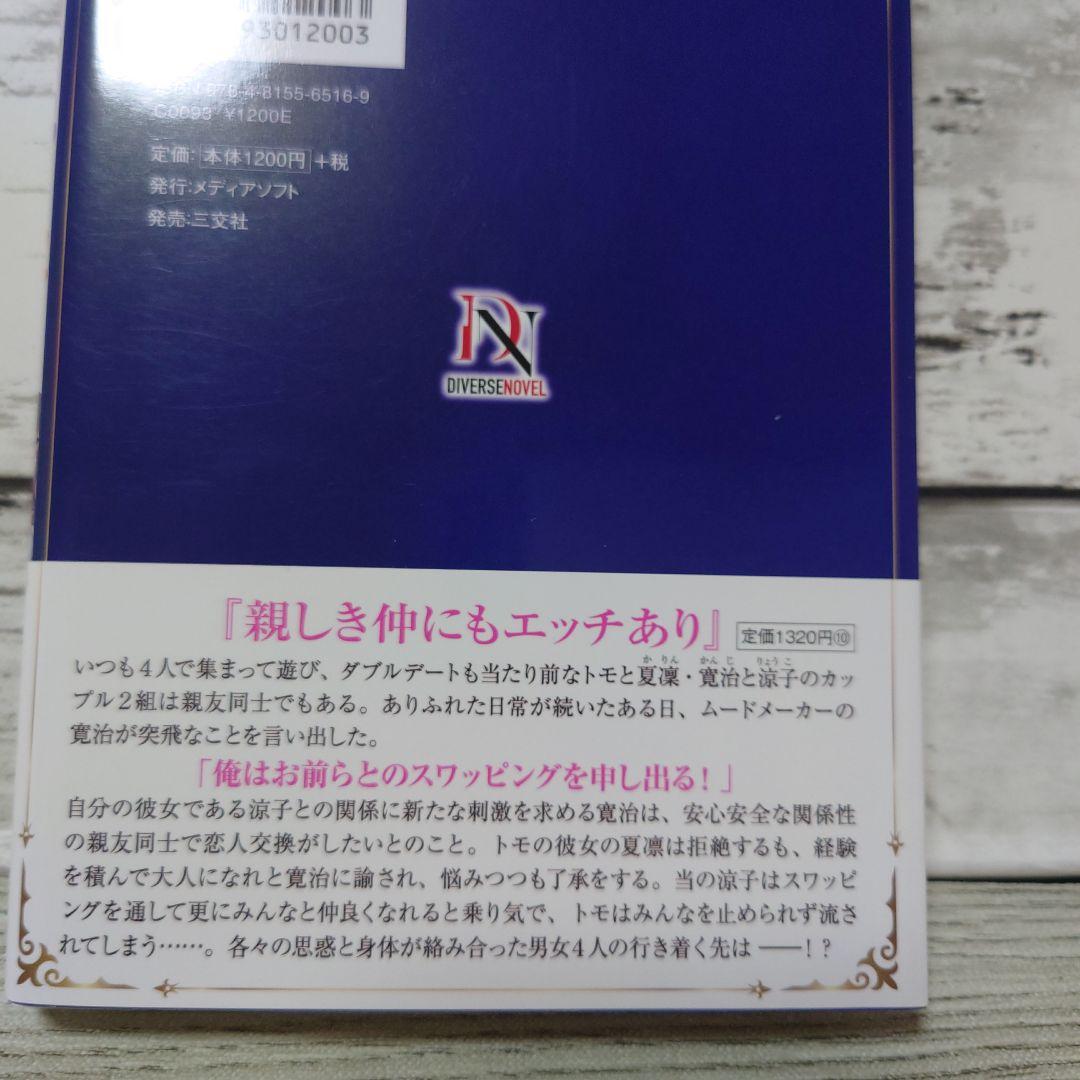 93012003
978-4-8155-6516-9
C0093 ¥1200E
定価: 本体1200円 +税
発行:メディアソフト
発売:三交社
DN
DIVERSENOVEL
『親しき仲にもエッチあり』 定価1320円⑩
いつも4人で集まって遊び、ダブルデートも当たり前なトモと夏凜・寛治と涼子のカッ
プル2組は親友同士でもある。ありふれた日常が続いたある日、ムードメーカーの
寛治が突飛なことを言い出した。
「俺はお前らとのスワッピングを申し出る!」
自分の彼女である涼子との関係に新たな刺激を求める寛治は、安心安全な関係性
の親友同士で恋人交換がしたいとのこと。トモの彼女の夏凜は拒絶するも、経験
を積んで大人になれと寛治に諭され、悩みつつも了承をする。当の涼子はスワッピ
ングを通して更にみんなと仲良くなれると乗り気で、トモはみんなを止められず流さ
れてしまう……。各々の思惑と身体が絡み合った男女4人の行き着く先は ――!?